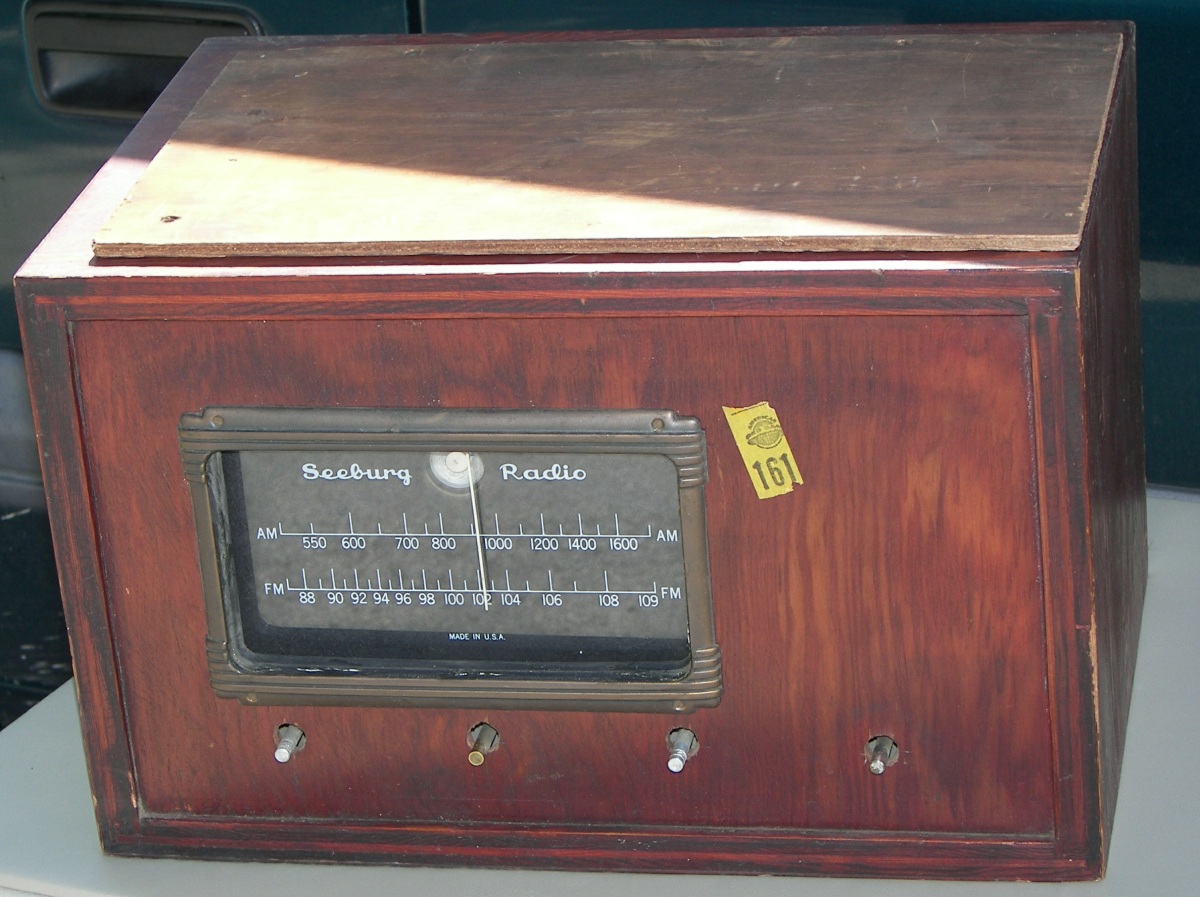 Seeburg Radio
AM AM
550 600 700 800 1000 1200 1400 1600
FM FM
88 90 92 94 96 98 100 102 104 106 108 109
MADE IN U.S.A.
161